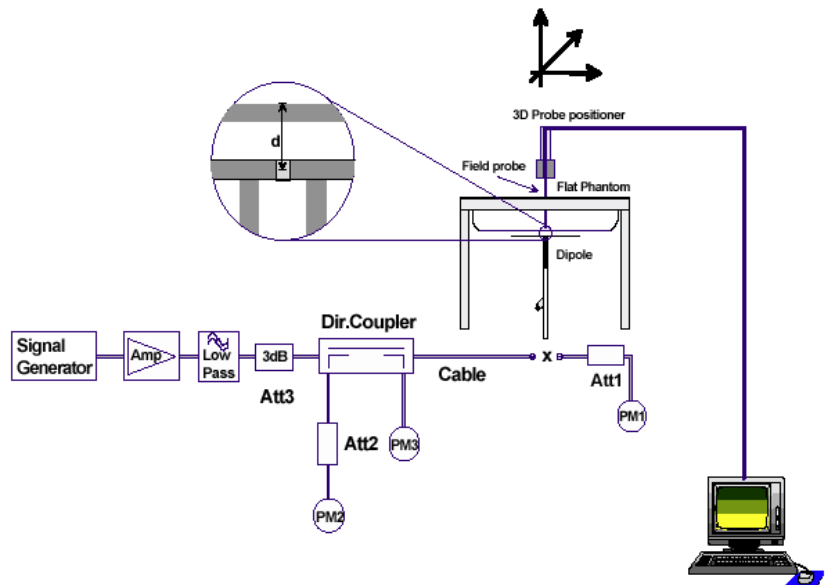 3D Probe positioner
d
Field probe
Flat Phantom
Dipole
Dir.Coupler
Signal
Generator
Amp
Low
Pass
3dB
Att3
Cable
x
Att1
PM1
Att2
PM3
PM2